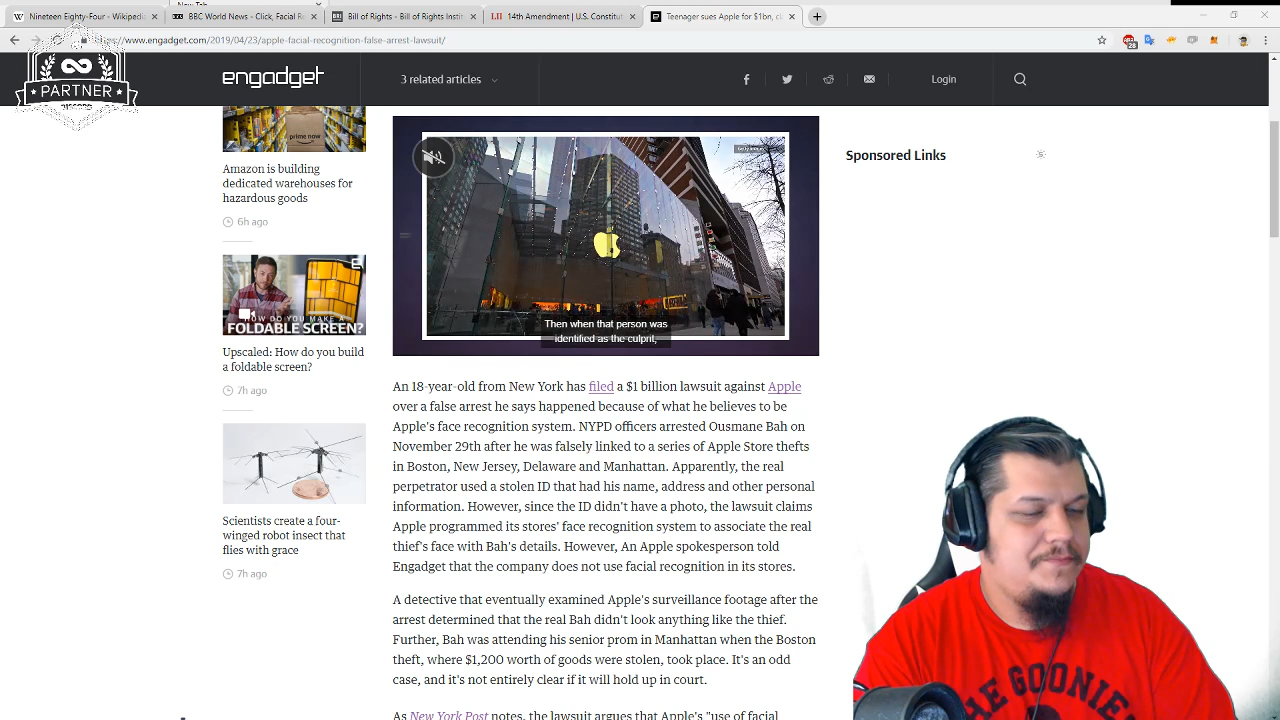 New Tab
Nineteen Eighty-Four - Wikipedia
BBC World News - Click, Facial Re
Bill of Rights - Bill of Rights Insti
14th Amendment | U.S. Constitut
Teenager sues Apple for $1bn, cl
https://www.engadget.com/2019/04/23/apple-facial-recognition-false-arrest-lawsuit/
28
PARTNER
engadget
3 related articles
Login
prime now
Amazon is building
dedicated warehouses for
hazardous goods
6h ago
HOW DO YOU MAKE A
FOLDABLE SCREEN?
Upscaled: How do you build
a foldable screen?
7h ago
Scientists create a four-
winged robot insect that
flies with grace
7h ago
Then when that person was
identified as the culprit,
Sponsored Links
An 18-year-old from New York has filed a $1 billion lawsuit against Apple
over a false arrest he says happened because of what he believes to be
Apple's face recognition system. NYPD officers arrested Ousmane Bah on
November 29th after he was falsely linked to a series of Apple Store thefts
in Boston, New Jersey, Delaware and Manhattan. Apparently, the real
perpetrator used a stolen ID that had his name, address and other personal
information. However, since the ID didn't have a photo, the lawsuit claims
Apple programmed its stores' face recognition system to associate the real
thief's face with Bah's details. However, An Apple spokesperson told
Engadget that the company does not use facial recognition in its stores.
A detective that eventually examined Apple's surveillance footage after the
arrest determined that the real Bah didn't look anything like the thief.
Further, Bah was attending his senior prom in Manhattan when the Boston
theft, where $1,200 worth of goods were stolen, took place. It's an odd
case, and it's not entirely clear if it will hold up in court.
As New York Post notes, the lawsuit argues that Apple's "use of facial
THE GOONIES